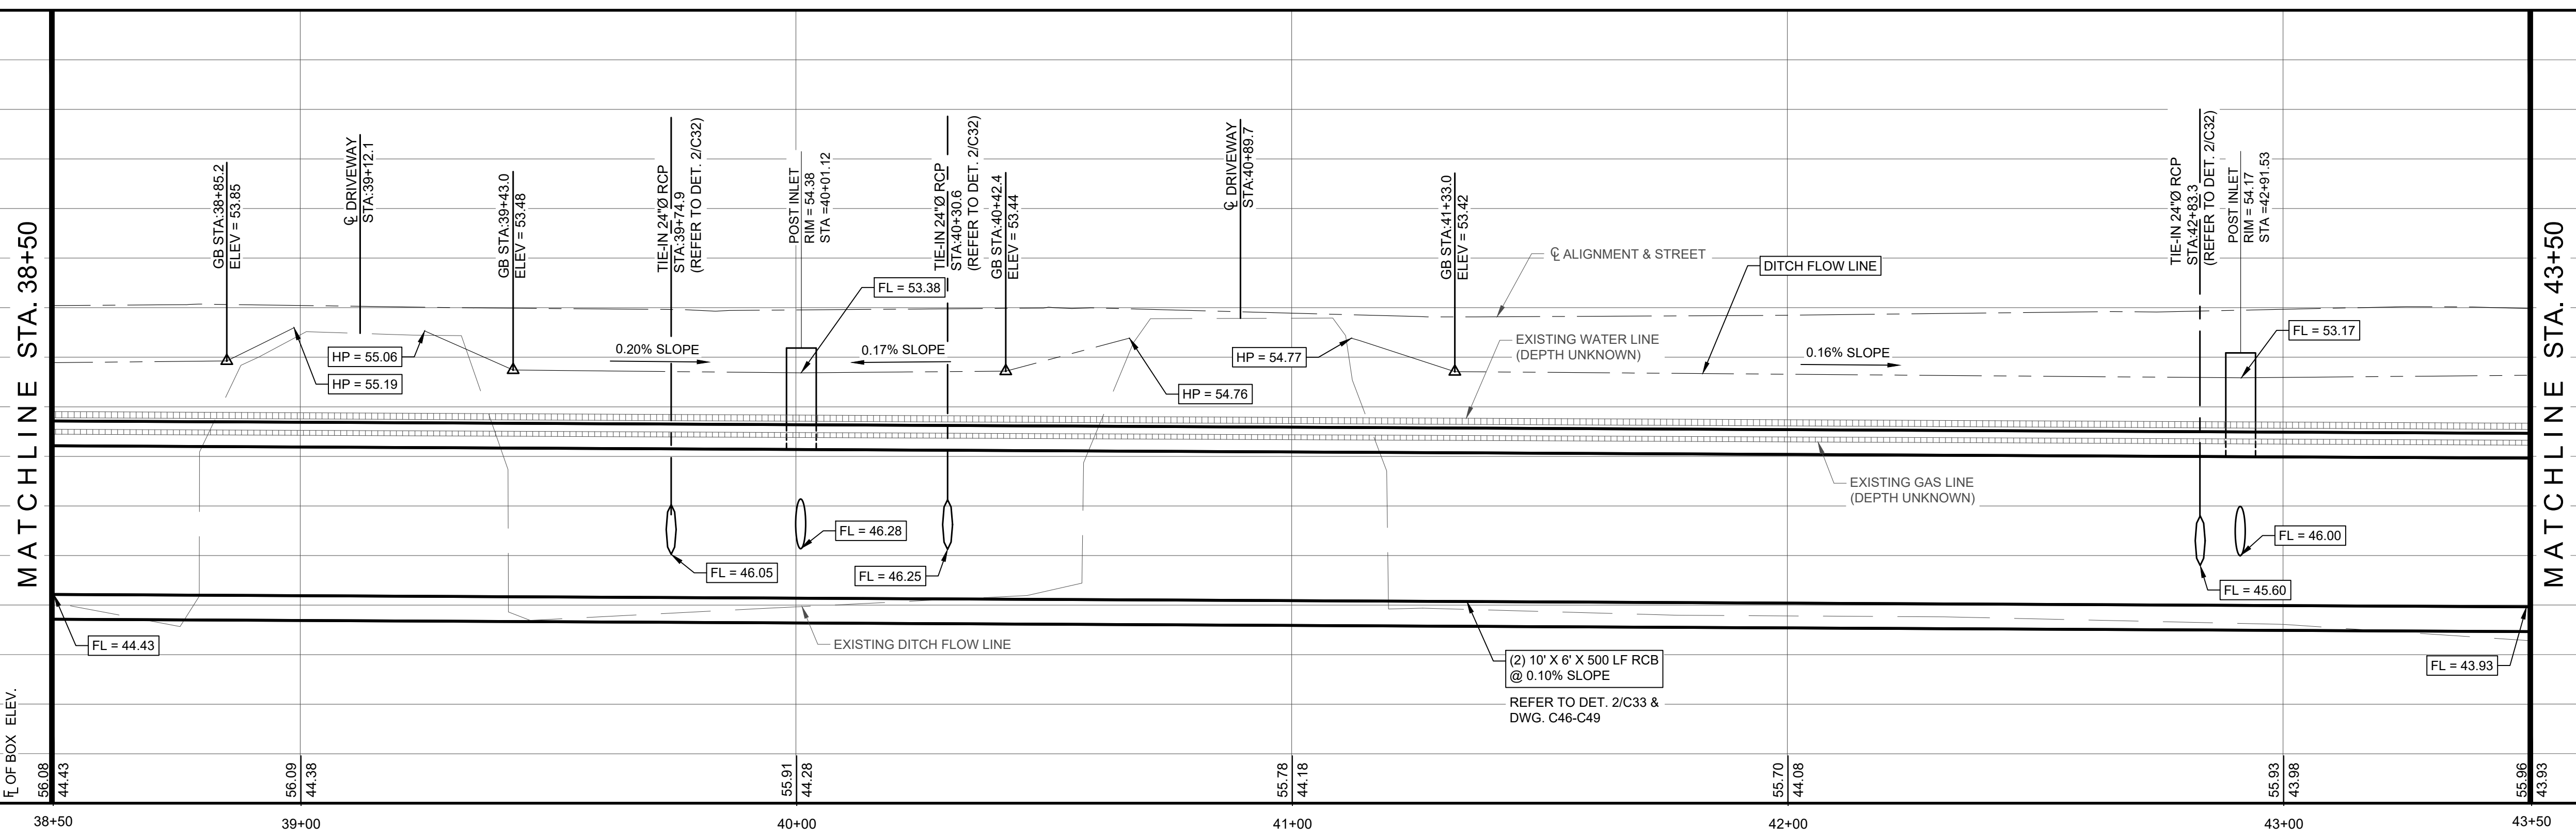 MATCHLINE STA. 38+50
GB STA:38+85.2
ELEV = 53.85
℄ DRIVEWAY
STA:39+12.1
GB STA:39+43.0
ELEV = 53.48
TIE-IN 24"Ø RCP
STA:39+74.9
(REFER TO DET. 2/C32)
POST INLET
RIM = 54.38
STA =40+01.12
TIE-IN 24"Ø RCP
STA:40+30.6
(REFER TO DET. 2/C32)
GB STA:40+42.4
ELEV = 53.44
℄ DRIVEWAY
STA:40+89.7
GB STA:41+33.0
ELEV = 53.42
TIE-IN 24"Ø RCP
STA:42+83.3
(REFER TO DET. 2/C32)
POST INLET
RIM = 54.17
STA =42+91.53
MATCHLINE STA. 43+50
℄ ALIGNMENT & STREET
DITCH FLOW LINE
FL = 53.38
FL = 53.17
HP = 55.06
HP = 55.19
0.20% SLOPE
0.17% SLOPE
HP = 54.77
HP = 54.76
EXISTING WATER LINE
(DEPTH UNKNOWN)
0.16% SLOPE
EXISTING GAS LINE
(DEPTH UNKNOWN)
FL = 46.28
FL = 46.05
FL = 46.25
FL = 46.00
FL = 45.60
FL = 44.43
EXISTING DITCH FLOW LINE
(2) 10' X 6' X 500 LF RCB
@ 0.10% SLOPE
REFER TO DET. 2/C33 &
DWG. C46-C49
FL = 43.93
FL OF BOX ELEV.
56.08
44.43
56.09
44.38
55.91
44.28
55.78
44.18
55.70
44.08
55.93
43.98
55.96
43.93
38+50
39+00
40+00
41+00
42+00
43+00
43+50